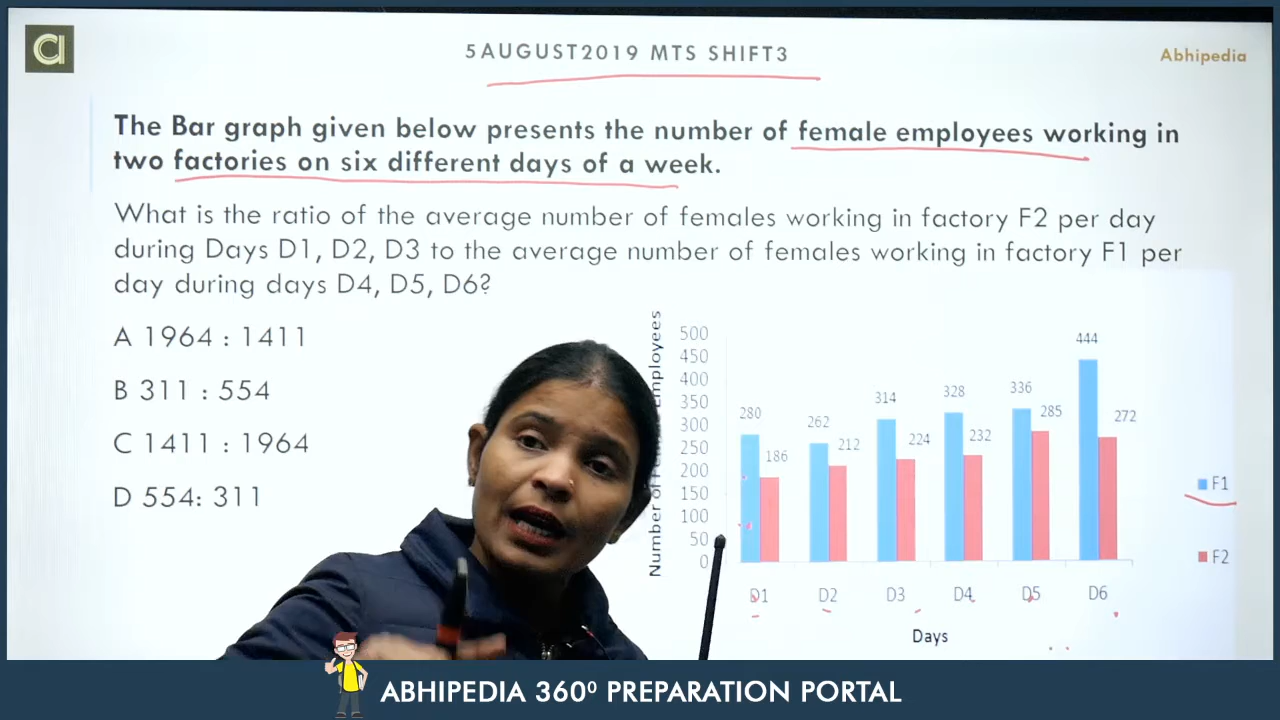 5AUGUST2019 MTS SHIFT3
Abhipedia
The Bar graph given below presents the number of female employees working in
two factories on six different days of a week.
What is the ratio of the average number of females working in factory F2 per day
during Days D1, D2, D3 to the average number of females working in factory F1 per
day during days D4, D5, D6?
A 1964 : 1411
B 311 : 554
C 1411 : 1964
D 554: 311
Number of Employees
500
450
400
350
300
250
200
150
100
50
0
280
186
262
212
314
224
328
232
336
285
444
272
D1 D2 D3 D4 D5 D6
Days
F1
F2
ABHIPEDIA 360⁰ PREPARATION PORTAL